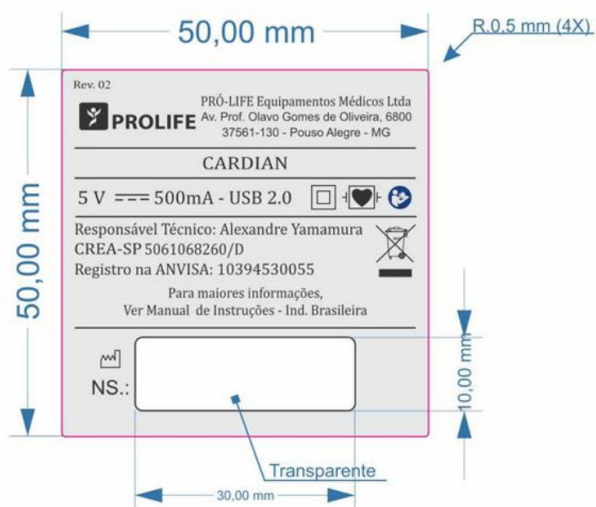 50,00 mm
R.0.5 mm (4X)
50,00 mm
Rev. 02
PROLIFE
PRÓ-LIFE Equipamentos Médicos Ltda
Av. Prof. Olavo Gomes de Oliveira, 6800
37561-130 - Pouso Alegre - MG
CARDIAN
5 V 500mA - USB 2.0
Responsável Técnico: Alexandre Yamamura
CREA-SP 5061068260/D
Registro na ANVISA: 10394530055
Para maiores informações,
Ver Manual de Instruções - Ind. Brasileira
NS.:
10,00 mm
Transparente
30,00 mm